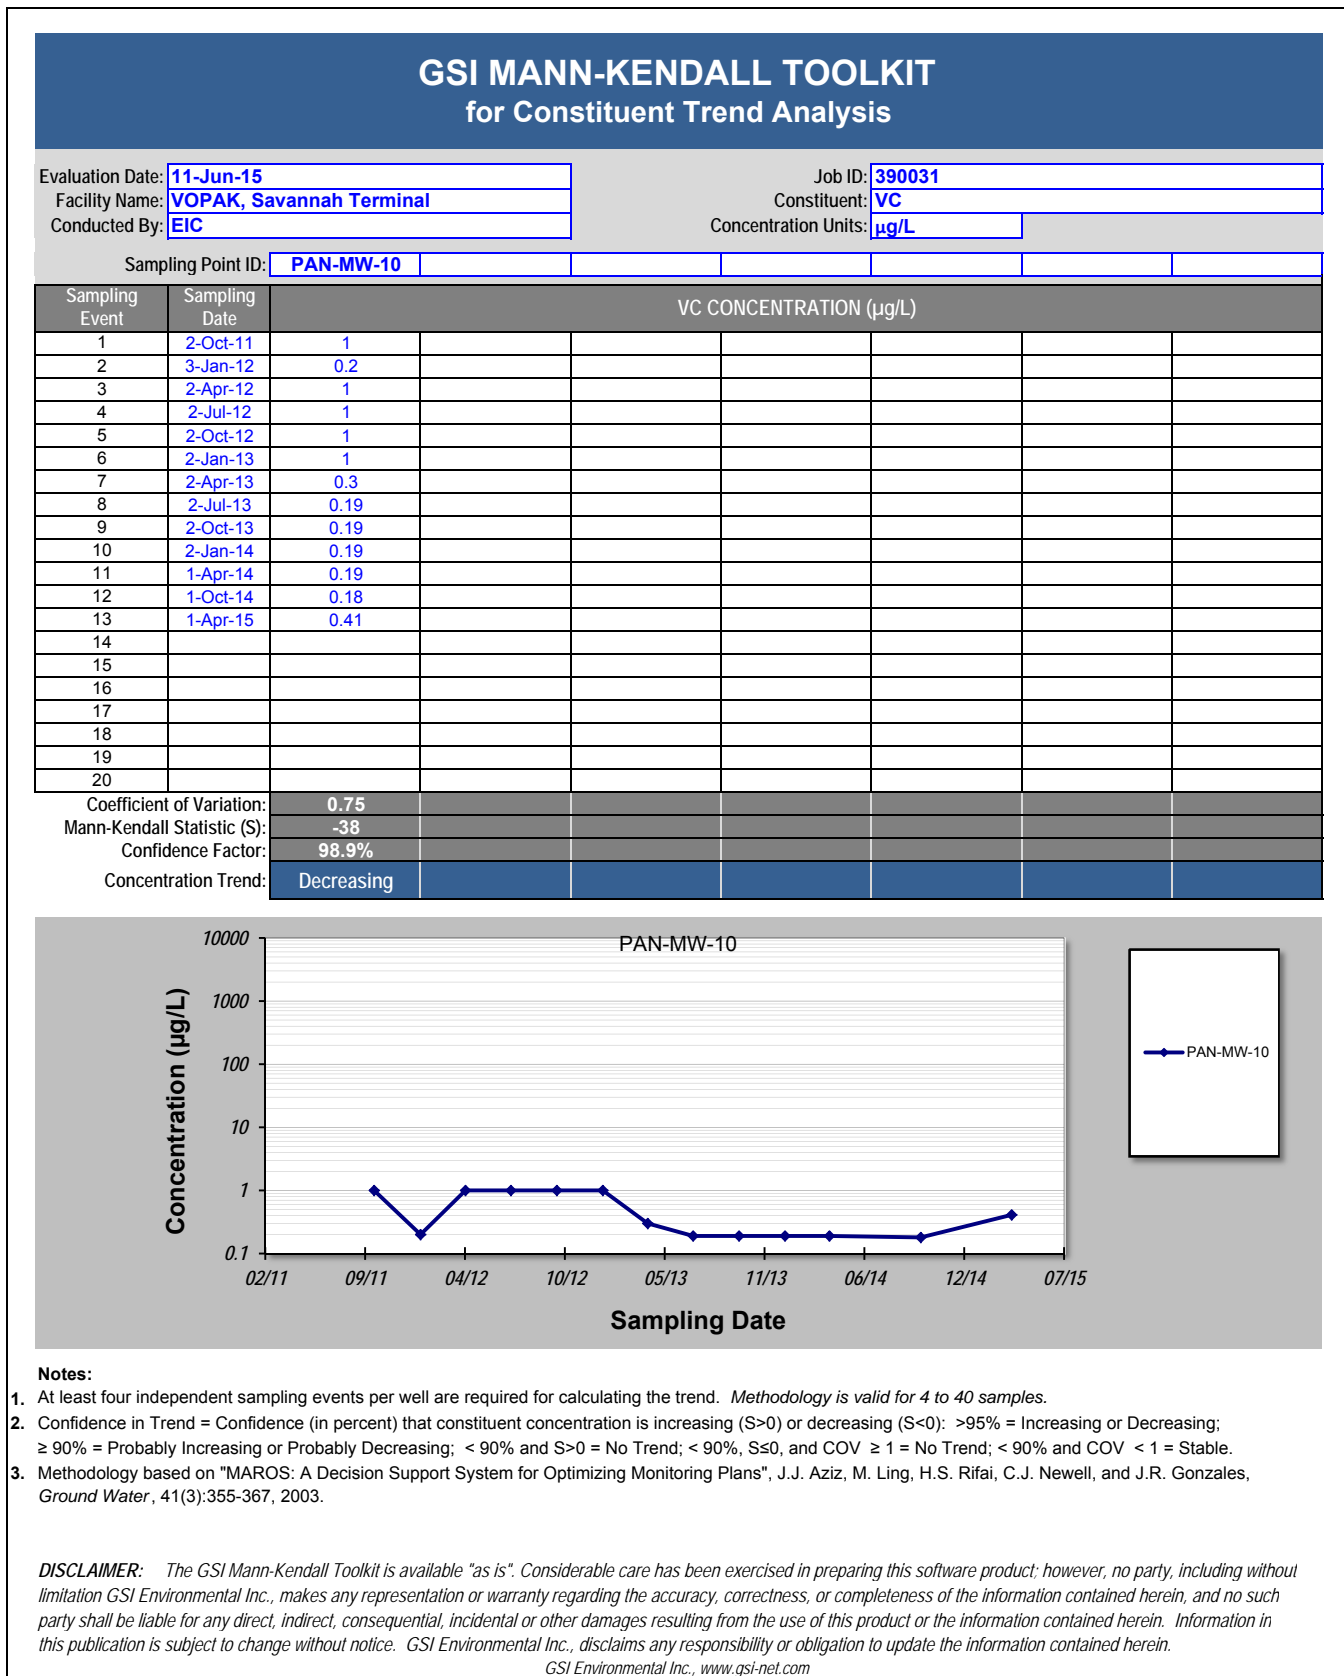 GSI MANN-KENDALL TOOLKIT
for Constituent Trend Analysis
Evaluation Date: 11-Jun-15 Job ID: 390031
Facility Name: VOPAK, Savannah Terminal Constituent: VC
Conducted By: EIC Concentration Units: µg/L
Sampling Point ID: PAN-MW-10
Sampling Event Sampling Date VC CONCENTRATION (µg/L)
1 2-Oct-11 1
2 3-Jan-12 0.2
3 2-Apr-12 1
4 2-Jul-12 1
5 2-Oct-12 1
6 2-Jan-13 1
7 2-Apr-13 0.3
8 2-Jul-13 0.19
9 2-Oct-13 0.19
10 2-Jan-14 0.19
11 1-Apr-14 0.19
12 1-Oct-14 0.18
13 1-Apr-15 0.41
14
15
16
17
18
19
20
Coefficient of Variation: 0.75
Mann-Kendall Statistic (S): -38
Confidence Factor: 98.9%
Concentration Trend: Decreasing
PAN-MW-10
Concentration (µg/L)
10000
1000
100
10
1
0.1
02/11 09/11 04/12 10/12 05/13 11/13 06/14 12/14 07/15
Sampling Date
PAN-MW-10
Notes:
1. At least four independent sampling events per well are required for calculating the trend. Methodology is valid for 4 to 40 samples.
2. Confidence in Trend = Confidence (in percent) that constituent concentration is increasing (S>0) or decreasing (S<0): >95% = Increasing or Decreasing;
≥ 90% = Probably Increasing or Probably Decreasing; < 90% and S>0 = No Trend; < 90%, S≤0, and COV ≥ 1 = No Trend; < 90% and COV < 1 = Stable.
3. Methodology based on "MAROS: A Decision Support System for Optimizing Monitoring Plans", J.J. Aziz, M. Ling, H.S. Rifai, C.J. Newell, and J.R. Gonzales,
Ground Water, 41(3):355-367, 2003.
DISCLAIMER: The GSI Mann-Kendall Toolkit is available "as is". Considerable care has been exercised in preparing this software product; however, no party, including without
limitation GSI Environmental Inc., makes any representation or warranty regarding the accuracy, correctness, or completeness of the information contained herein, and no such
party shall be liable for any direct, indirect, consequential, incidental or other damages resulting from the use of this product or the information contained herein. Information in
this publication is subject to change without notice. GSI Environmental Inc., disclaims any responsibility or obligation to update the information contained herein.
GSI Environmental Inc., www.gsi-net.com